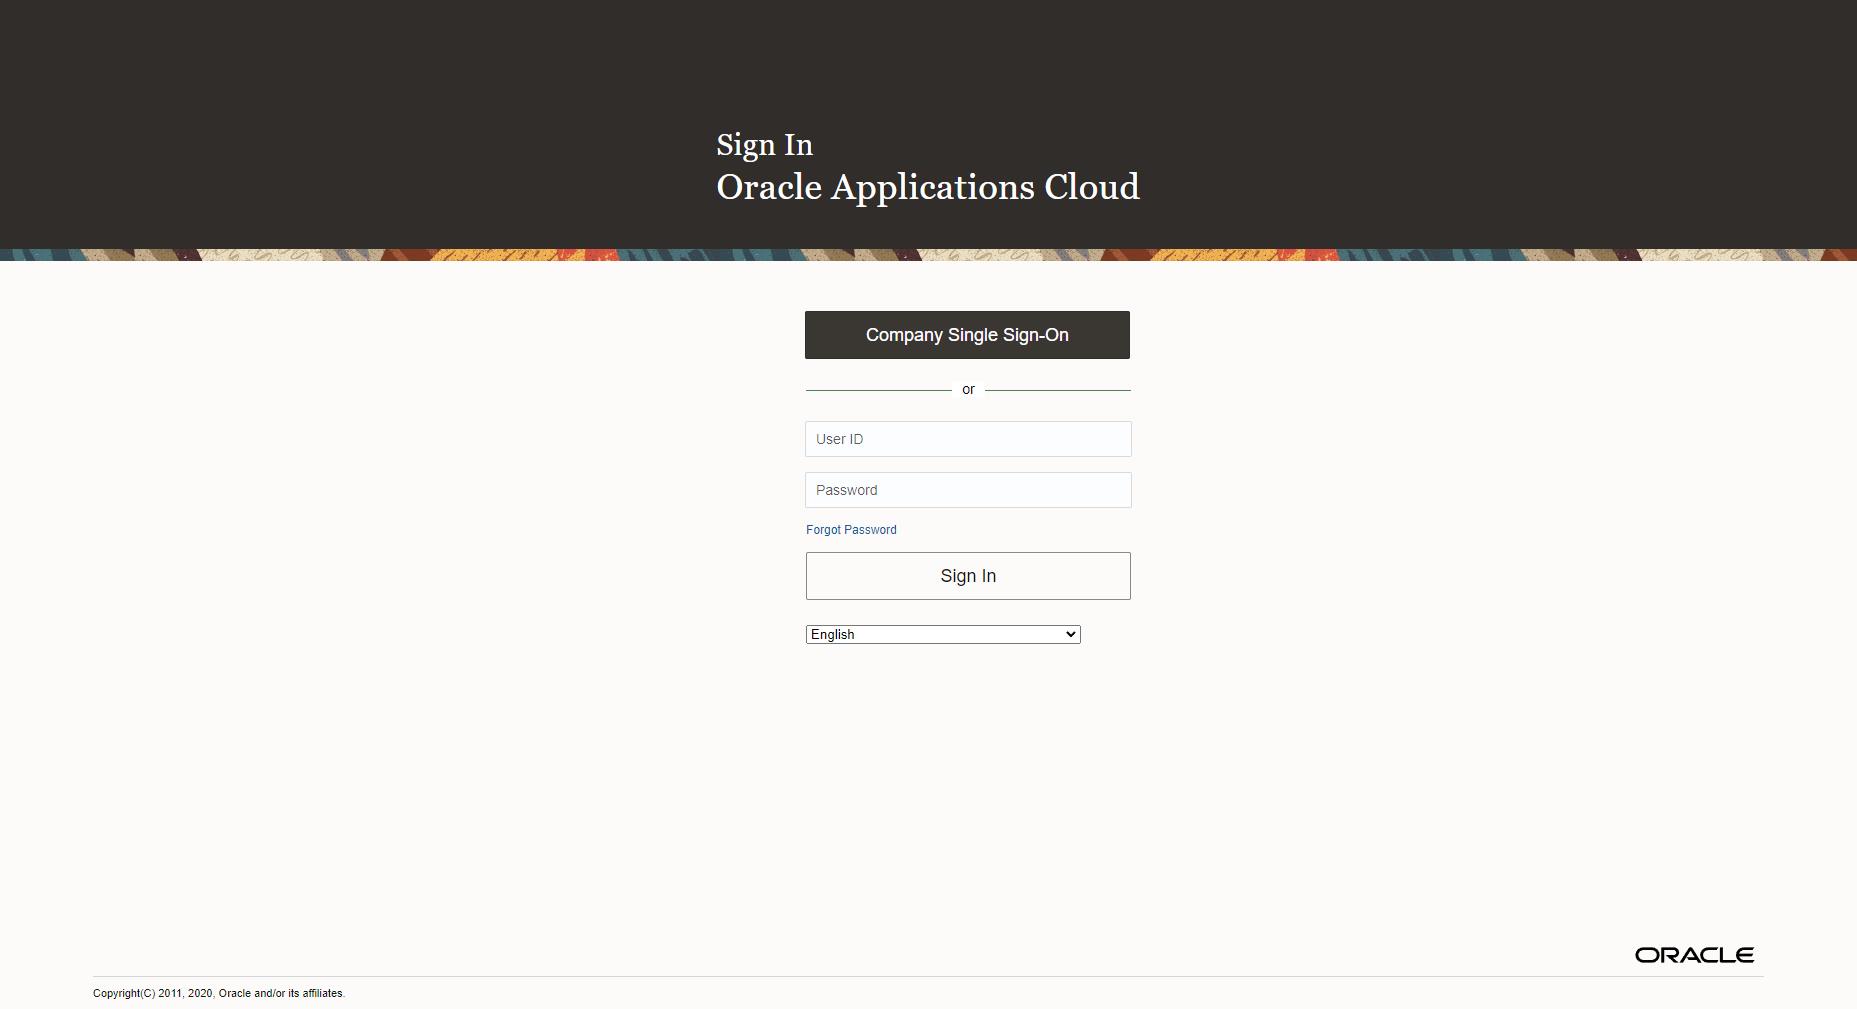 Sign In
Oracle Applications Cloud
Company Single Sign-On
or
User ID
Password
Forgot Password
Sign In
English
ORACLE
Copyright(C) 2011, 2020, Oracle and/or its affiliates.